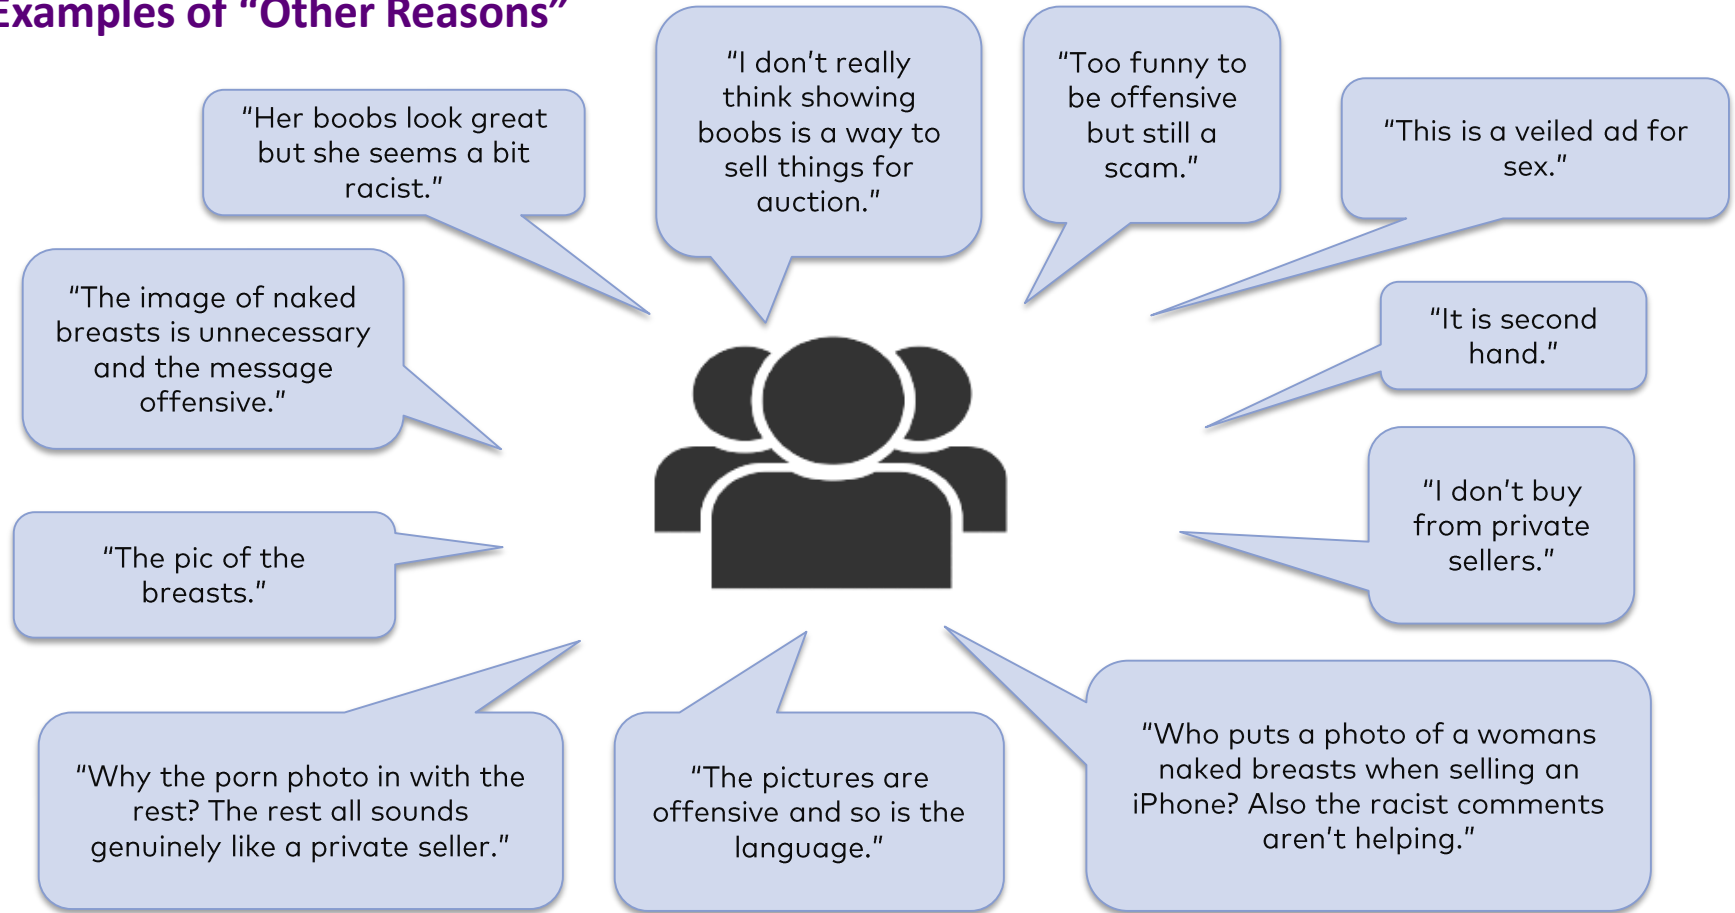 Examples of “Other Reasons”
“Her boobs look great
but she seems a bit
racist.”
“I don’t really
think showing
boobs is a way to
sell things for
auction.”
“Too funny to
be offensive
but still a
scam.”
“This is a veiled ad for
sex.”
“The image of naked
breasts is unnecessary
and the message
offensive.”
“It is second
hand.”
“The pic of the
breasts.”
“I don’t buy
from private
sellers.”
“Why the porn photo in with the
rest? The rest all sounds
genuinely like a private seller.”
“The pictures are
offensive and so is the
language.”
“Who puts a photo of a womans
naked breasts when selling an
iPhone? Also the racist comments
aren’t helping.”